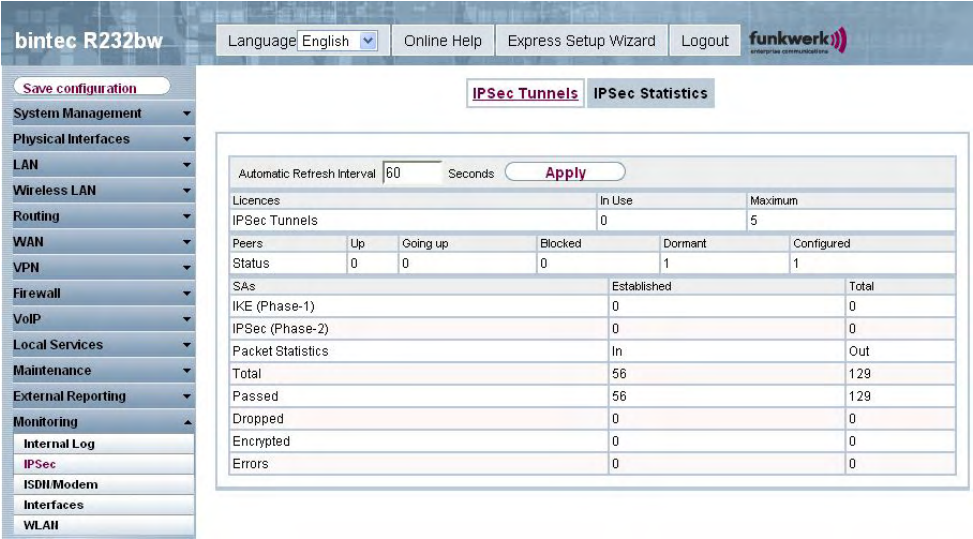 bintec R232bw
Language English Online Help Express Setup Wizard Logout funkwerk
enterprise communications
Save configuration
System Management
Physical Interfaces
LAN
Wireless LAN
Routing
WAN
VPN
Firewall
VoIP
Local Services
Maintenance
External Reporting
Monitoring
Internal Log
IPSec
ISDN/Modem
Interfaces
WLAN
IPSec Tunnels IPSec Statistics
Automatic Refresh Interval 60 Seconds Apply
Licences In Use Maximum
IPSec Tunnels 0 5
Peers Up Going up Blocked Dormant Configured
Status 0 0 0 1 1
SAs Established Total
IKE (Phase-1) 0 0
IPSec (Phase-2) 0 0
Packet Statistics In Out
Total 56 129
Passed 56 129
Dropped 0 0
Encrypted 0 0
Errors 0 0